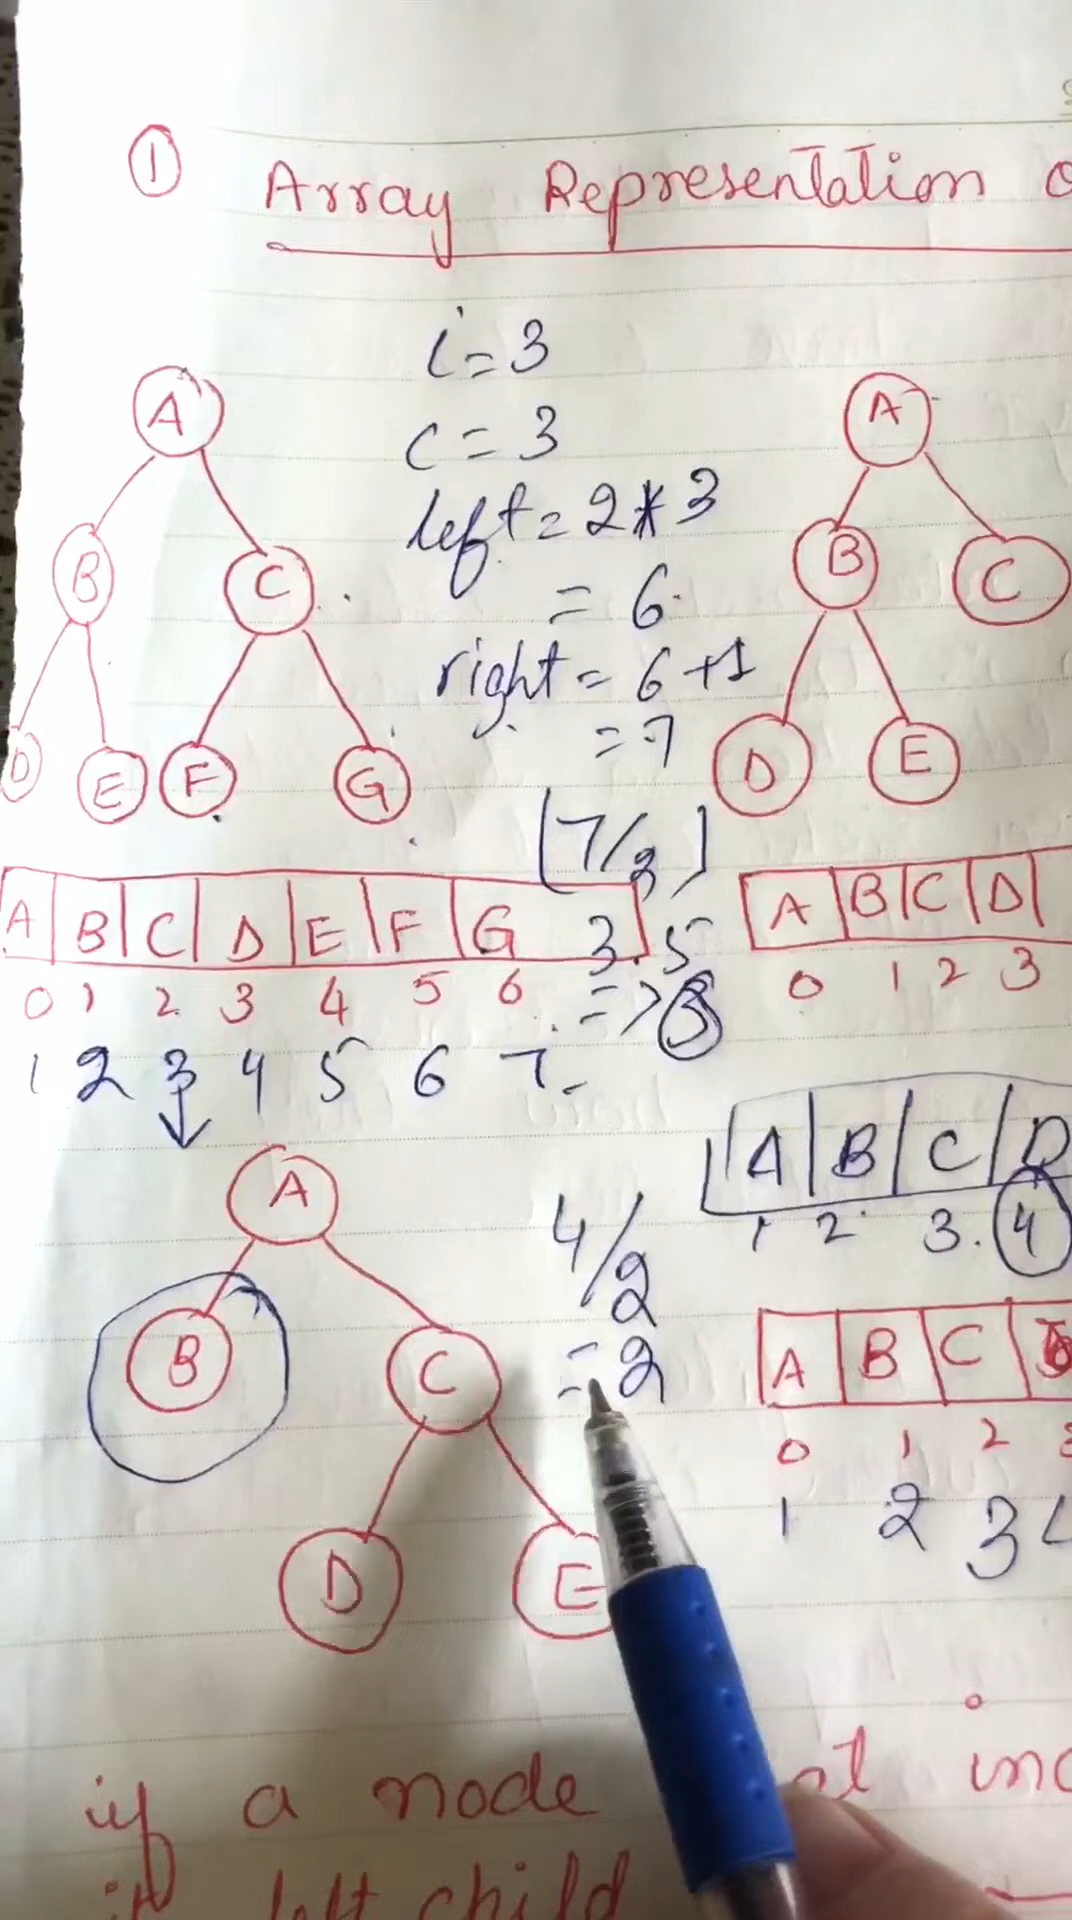 1
Array Representation
i = 3
c = 3
left = 2 * 3
= 6
right = 6 + 1
= 7
A
B C
D E F G
A
B C
D E
[7/2]
3.5
=> 3
A B C D E F G
0 1 2 3 4 5 6
1 2 3 4 5 6 7
A B C D
0 1 2 3
A B C D
1 2 3 4
A
B C
D E
4/2
= 2
A B C
0 1 2
1 2 3
if a node
left child